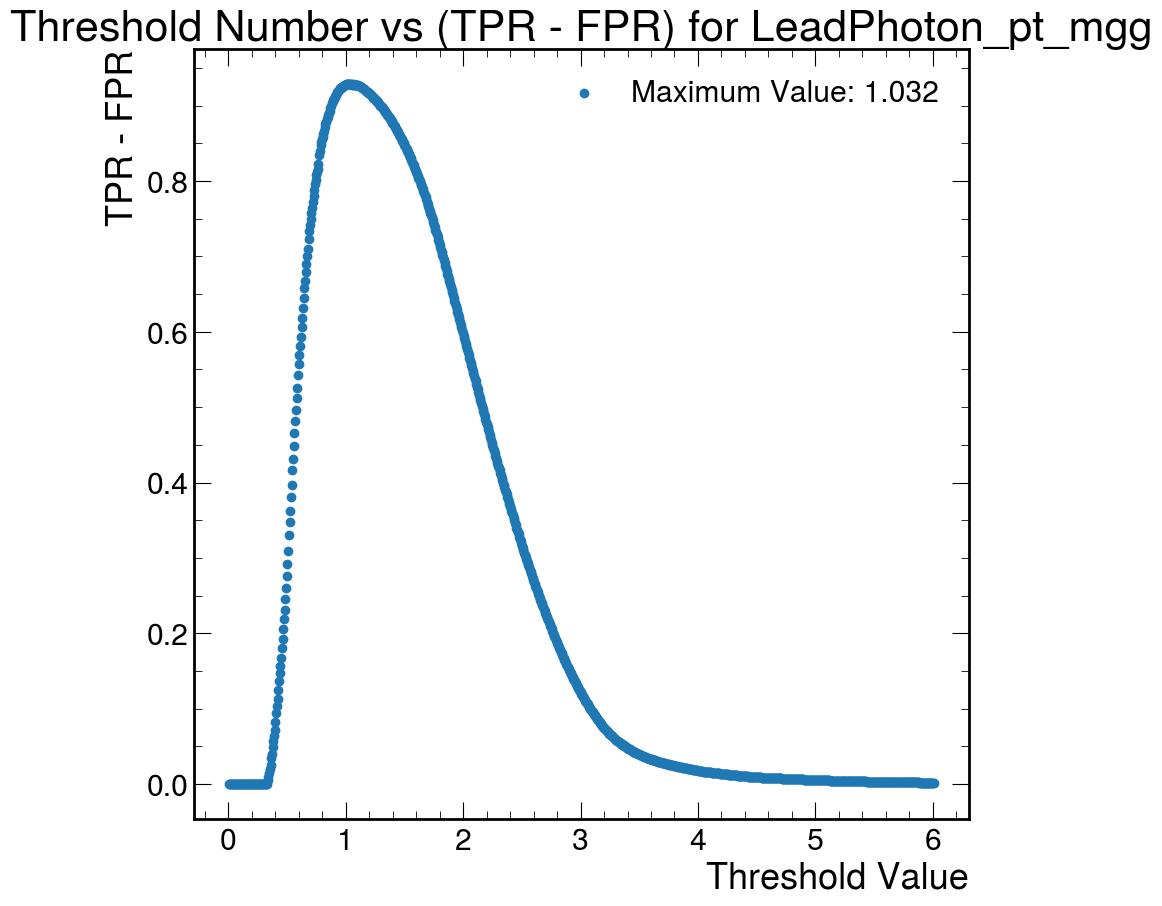 Threshold Number vs (TPR - FPR) for LeadPhoton_pt_mgg
TPR - FPR
Maximum Value: 1.032
0.8
0.6
0.4
0.2
0.0
0 1 2 3 4 5 6
Threshold Value